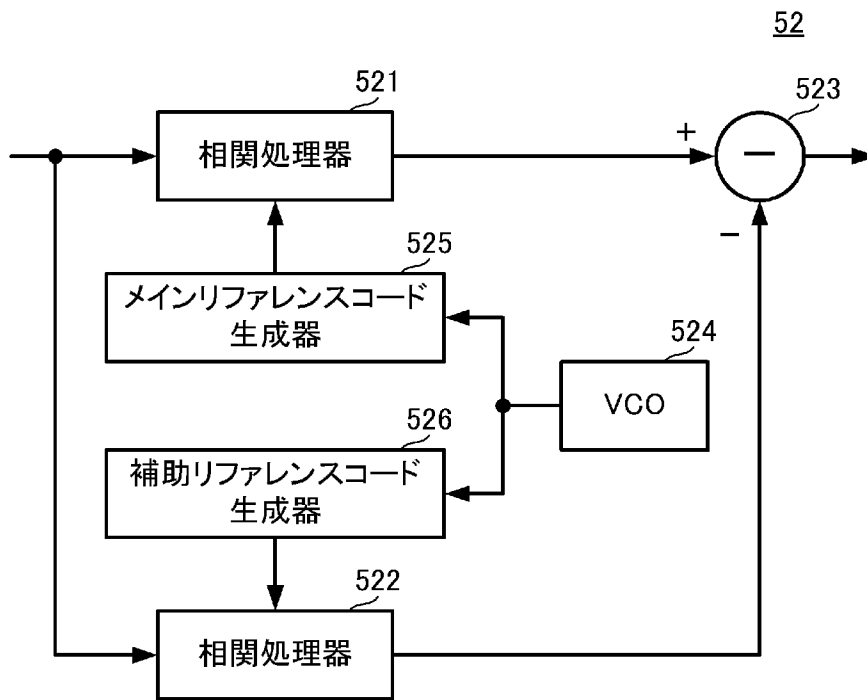 52
521
523
相関処理器
+
−
−
525
メインリファレンスコード
生成器
524
VCO
526
補助リファレンスコード
生成器
522
相関処理器